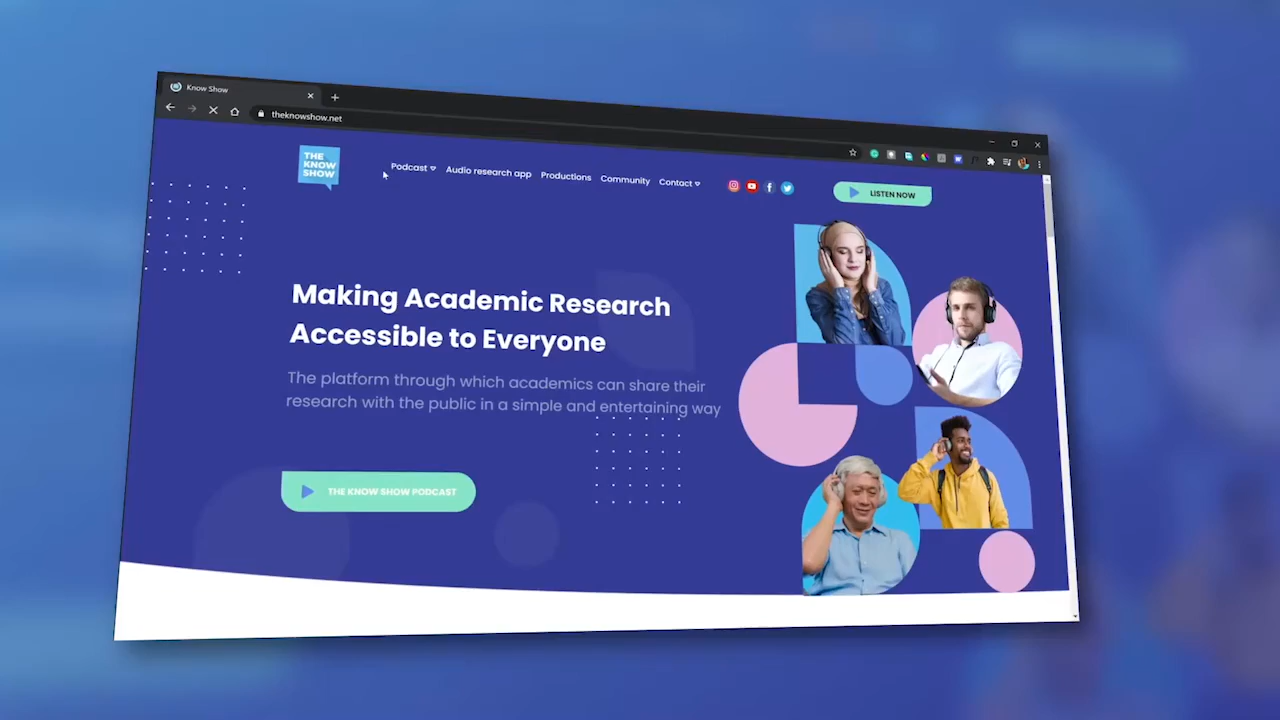 Know Show
theknowshow.net
THE
KNOW
SHOW
Podcast
Audio research app
Productions
Community
Contact
LISTEN NOW
Making Academic Research
Accessible to Everyone
The platform through which academics can share their
research with the public in a simple and entertaining way
THE KNOW SHOW PODCAST